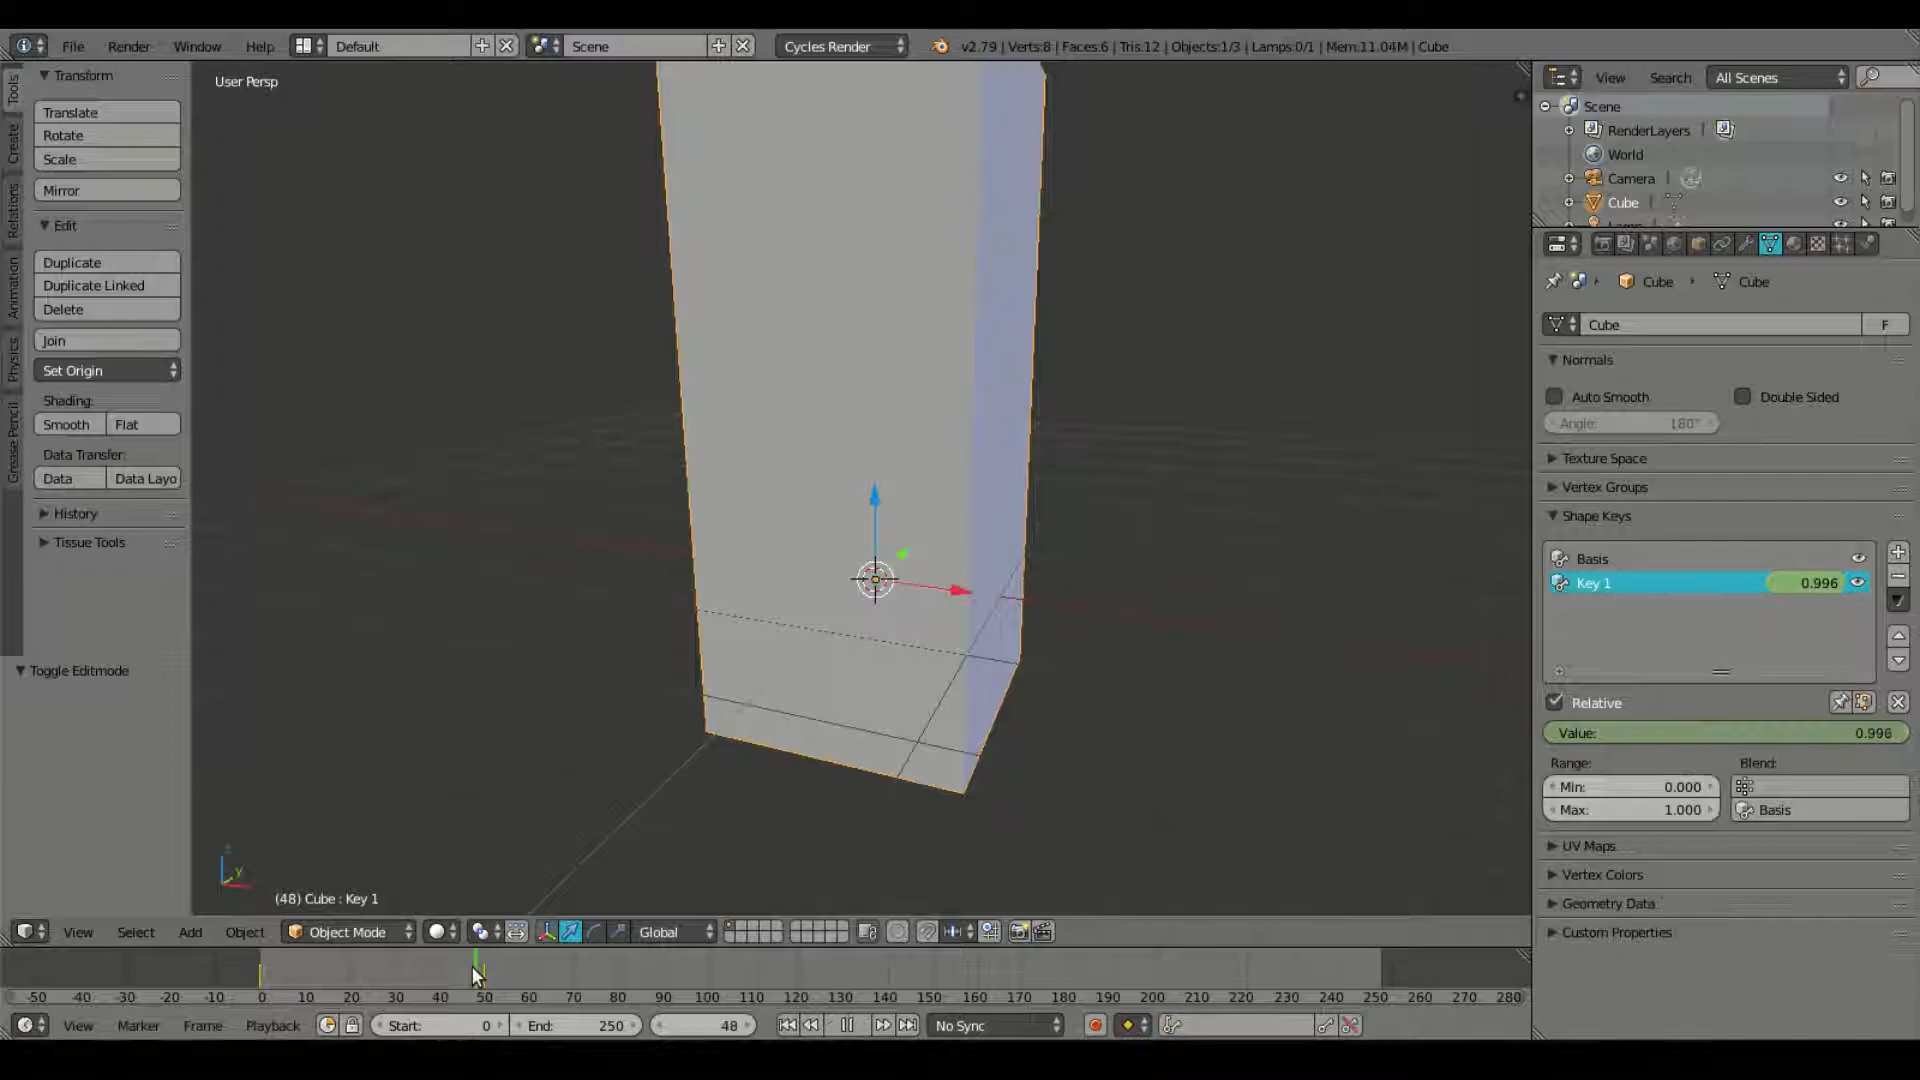 File Render Window Help Default Scene Cycles Render v2.79 | Verts:8 | Faces:6 | Tris:12 | Objects:1/3 | Lamps:0/1 | Mem:11.04M | Cube
Tools
Create
Relations
Animation
Physics
Grease Pencil
Transform
Translate
Rotate
Scale
Mirror
Edit
Duplicate
Duplicate Linked
Delete
Join
Set Origin
Shading:
Smooth Flat
Data Transfer:
Data Data Layo
History
Tissue Tools
Toggle Editmode
User Persp
y
(48) Cube : Key 1
View Search All Scenes
Scene
RenderLayers |
World
Camera |
Cube |
Cube Cube
Cube F
Normals
Auto Smooth Double Sided
Angle: 180°
Texture Space
Vertex Groups
Shape Keys
Basis
Key 1 0.996
Relative
Value: 0.996
Range: Blend:
Min: 0.000
Max: 1.000 Basis
UV Maps
Vertex Colors
Geometry Data
Custom Properties
View Select Add Object Object Mode Global
-50 -40 -30 -20 -10 0 10 20 30 40 50 60 70 80 90 100 110 120 130 140 150 160 170 180 190 200 210 220 230 240 250 260 270 280
View Marker Frame Playback Start: 0 End: 250 48 No Sync